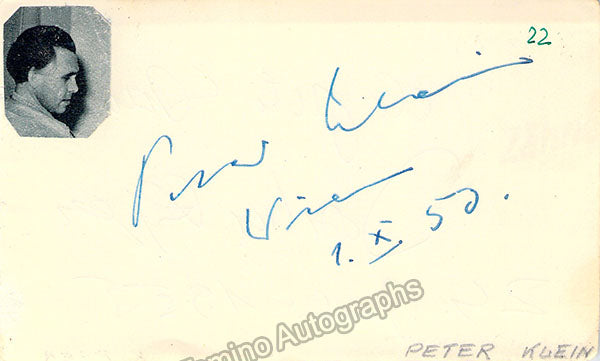 22
Peter Klein
Wien
1. X. 50.
Tamino Autographs
PETER KLEIN